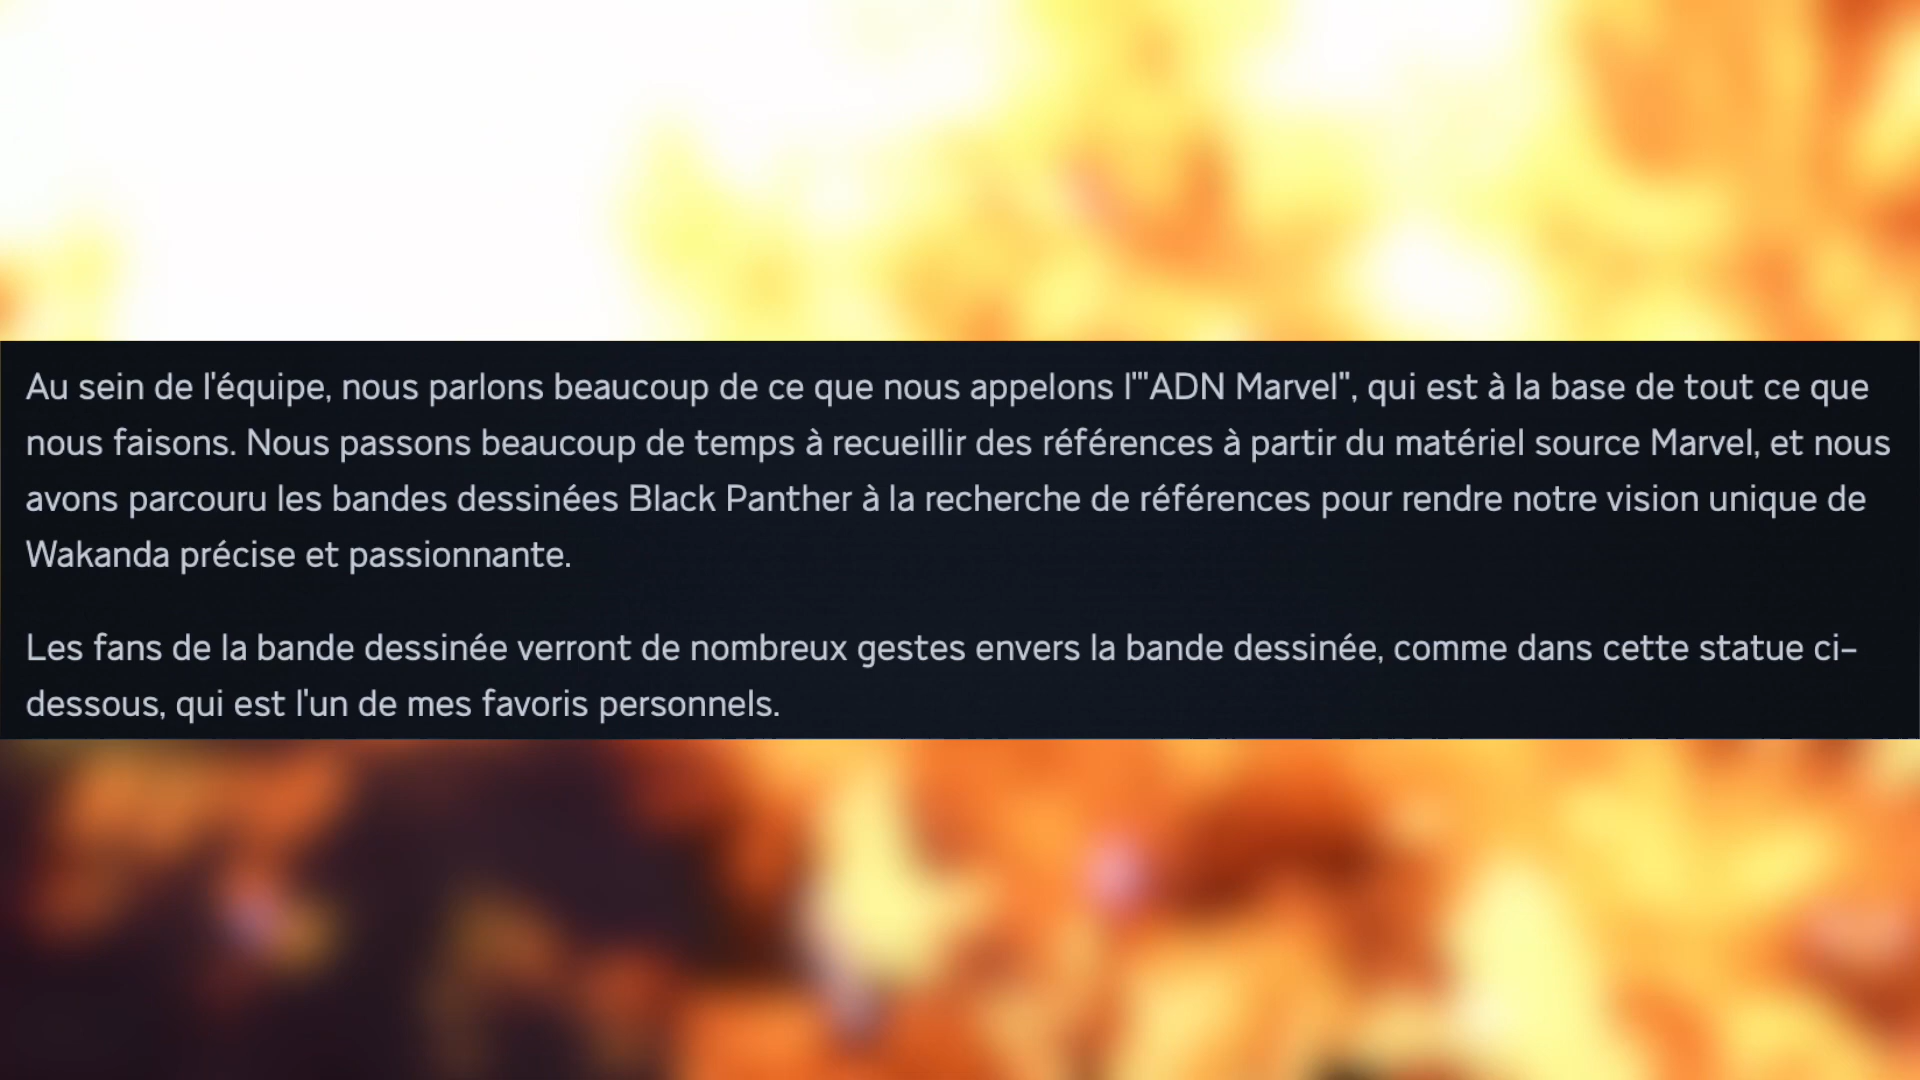 Au sein de l'équipe, nous parlons beaucoup de ce que nous appelons l'"ADN Marvel", qui est à la base de tout ce que
nous faisons. Nous passons beaucoup de temps à recueillir des références à partir du matériel source Marvel, et nous
avons parcouru les bandes dessinées Black Panther à la recherche de références pour rendre notre vision unique de
Wakanda précise et passionnante.
Les fans de la bande dessinée verront de nombreux gestes envers la bande dessinée, comme dans cette statue ci-
dessous, qui est l'un de mes favoris personnels.